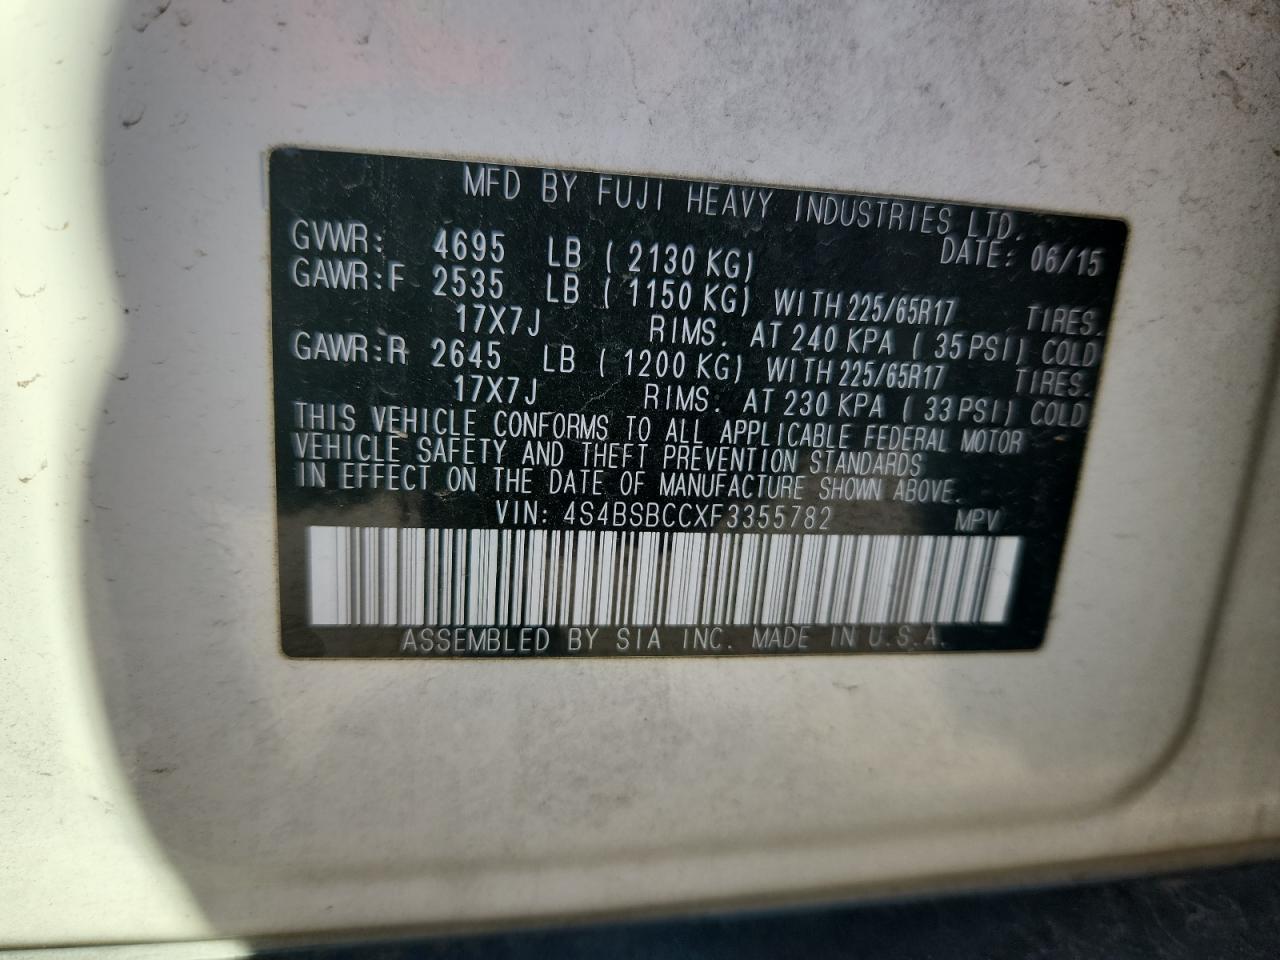 MFD BY FUJI HEAVY INDUSTRIES LTD.
DATE: 06/15
GVWR: 4695 LB (2130 KG)
GAWR:F 2535 LB (1150 KG) WITH 225/65R17 TIRES.
17X7J RIMS. AT 240 KPA (35PSI) COLD
GAWR:R 2645 LB (1200 KG) WITH 225/65R17 TIRES.
17X7J RIMS. AT 230 KPA (33PSI) COLD
THIS VEHICLE CONFORMS TO ALL APPLICABLE FEDERAL MOTOR
VEHICLE SAFETY AND THEFT PREVENTION STANDARDS
IN EFFECT ON THE DATE OF MANUFACTURE SHOWN ABOVE.
VIN: 4S4BSBCCXF3355782 MPV
ASSEMBLED BY SIA INC. MADE IN U.S.A.